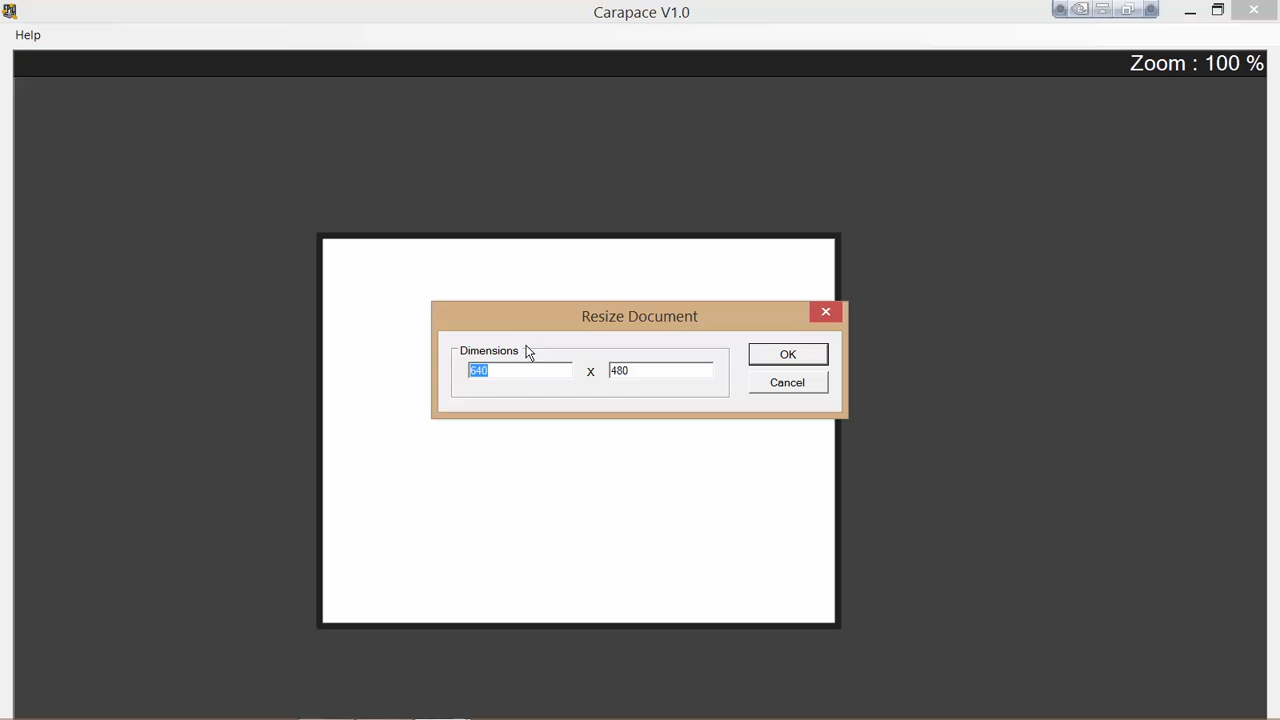 Carapace V1.0
Help
Zoom : 100 %
Resize Document
Dimensions
640 X 480
OK
Cancel